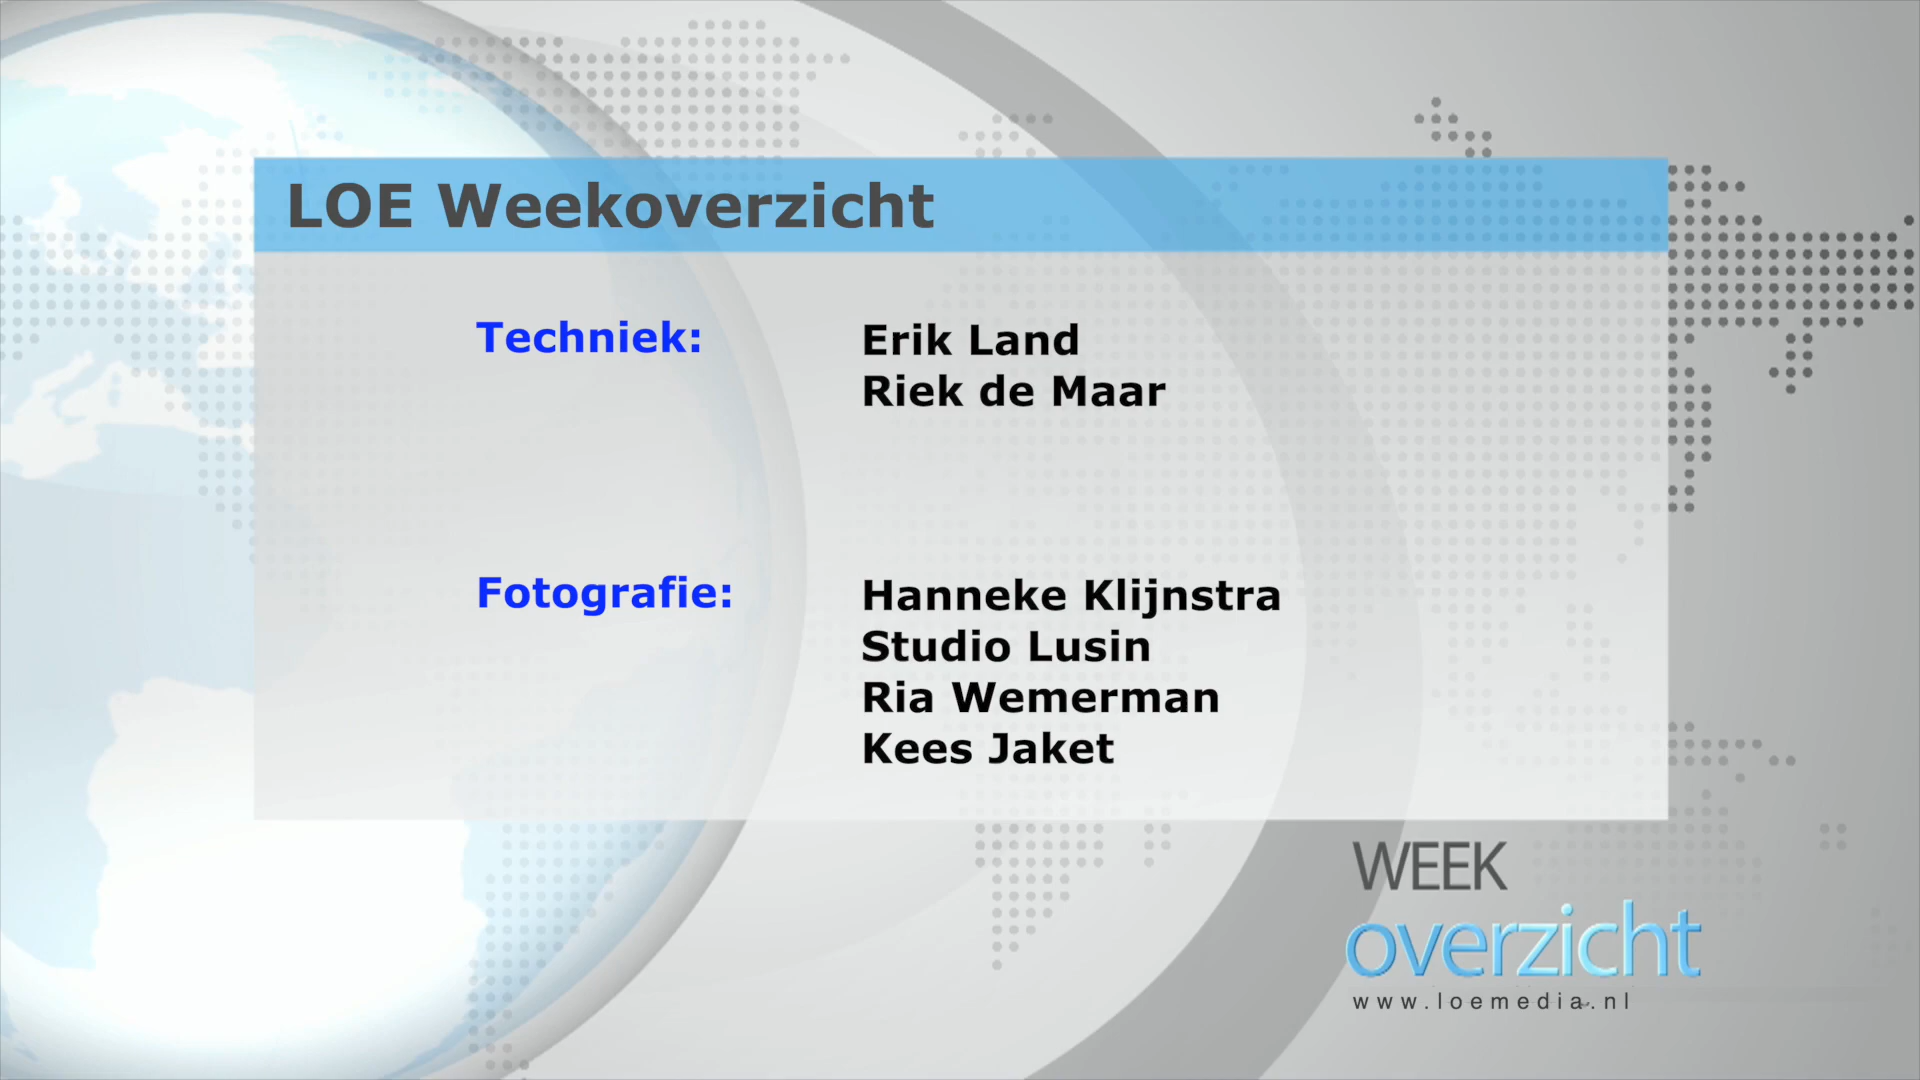 LOE Weekoverzicht
Techniek:
Erik Land
Riek de Maar
Fotografie:
Hanneke Klijnstra
Studio Lusin
Ria Wemerman
Kees Jaket
WEEK
overzicht
www.loemedia.nl